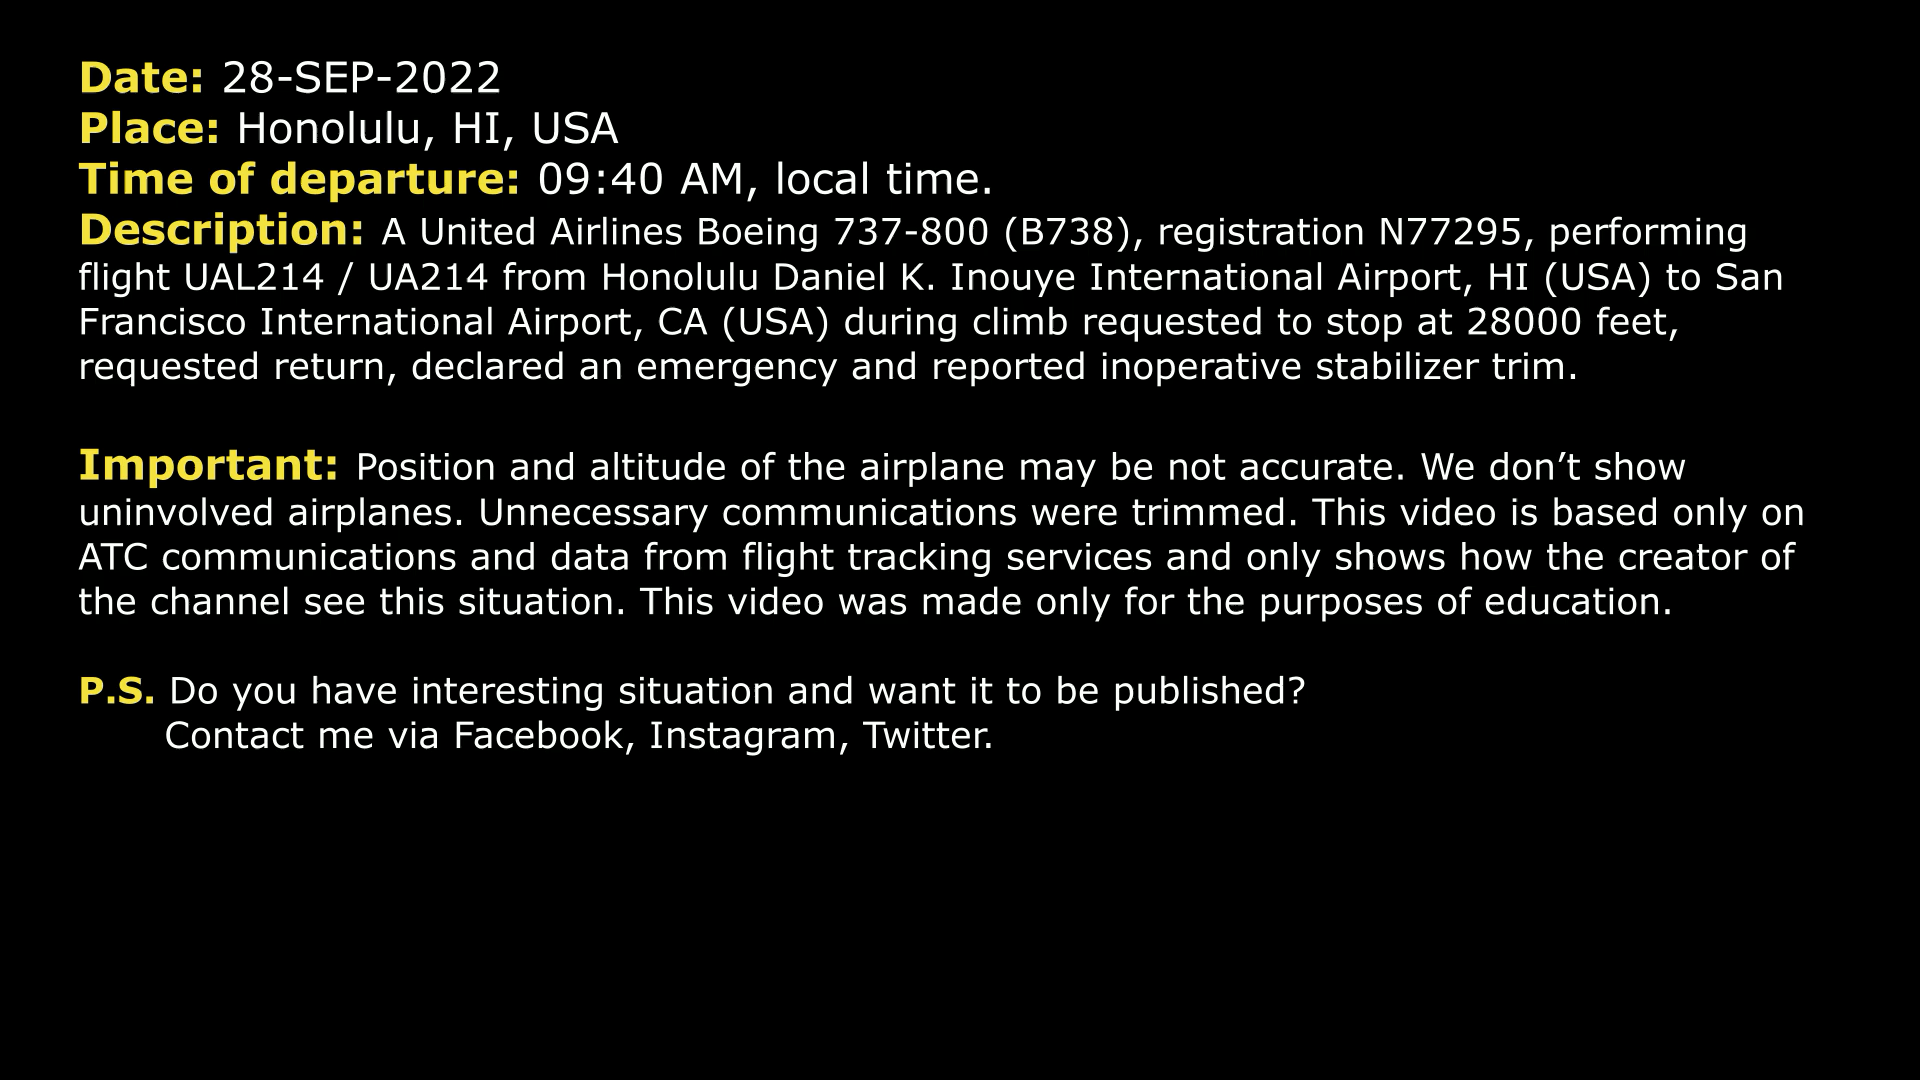 Date: 28-SEP-2022
Place: Honolulu, HI, USA
Time of departure: 09:40 AM, local time.
Description: A United Airlines Boeing 737-800 (B738), registration N77295, performing
flight UAL214 / UA214 from Honolulu Daniel K. Inouye International Airport, HI (USA) to San
Francisco International Airport, CA (USA) during climb requested to stop at 28000 feet,
requested return, declared an emergency and reported inoperative stabilizer trim.
Important: Position and altitude of the airplane may be not accurate. We don’t show
uninvolved airplanes. Unnecessary communications were trimmed. This video is based only on
ATC communications and data from flight tracking services and only shows how the creator of
the channel see this situation. This video was made only for the purposes of education.
P.S. Do you have interesting situation and want it to be published?
Contact me via Facebook, Instagram, Twitter.